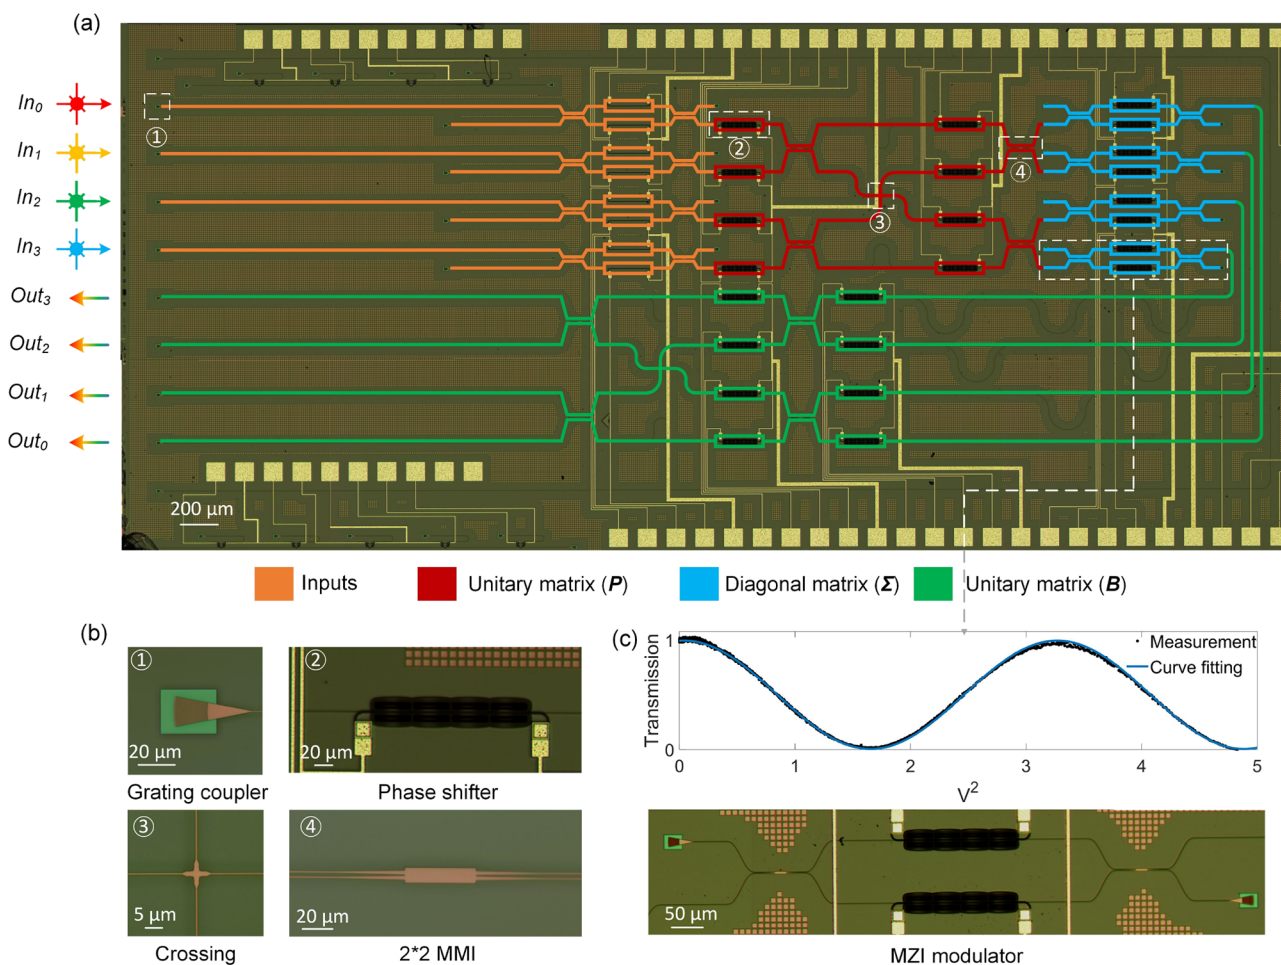 (a)
In0
In1
In2
In3
Out3
Out2
Out1
Out0
①
②
③
④
200 μm
Inputs
Unitary matrix (P)
Diagonal matrix (Σ)
Unitary matrix (B)
(b)
①
20 μm
Grating coupler
②
20 μm
Phase shifter
③
5 μm
Crossing
④
20 μm
2*2 MMI
(c)
Transmission
1
0
Measurement
Curve fitting
0 1 2 3 4 5
V²
50 μm
MZI modulator